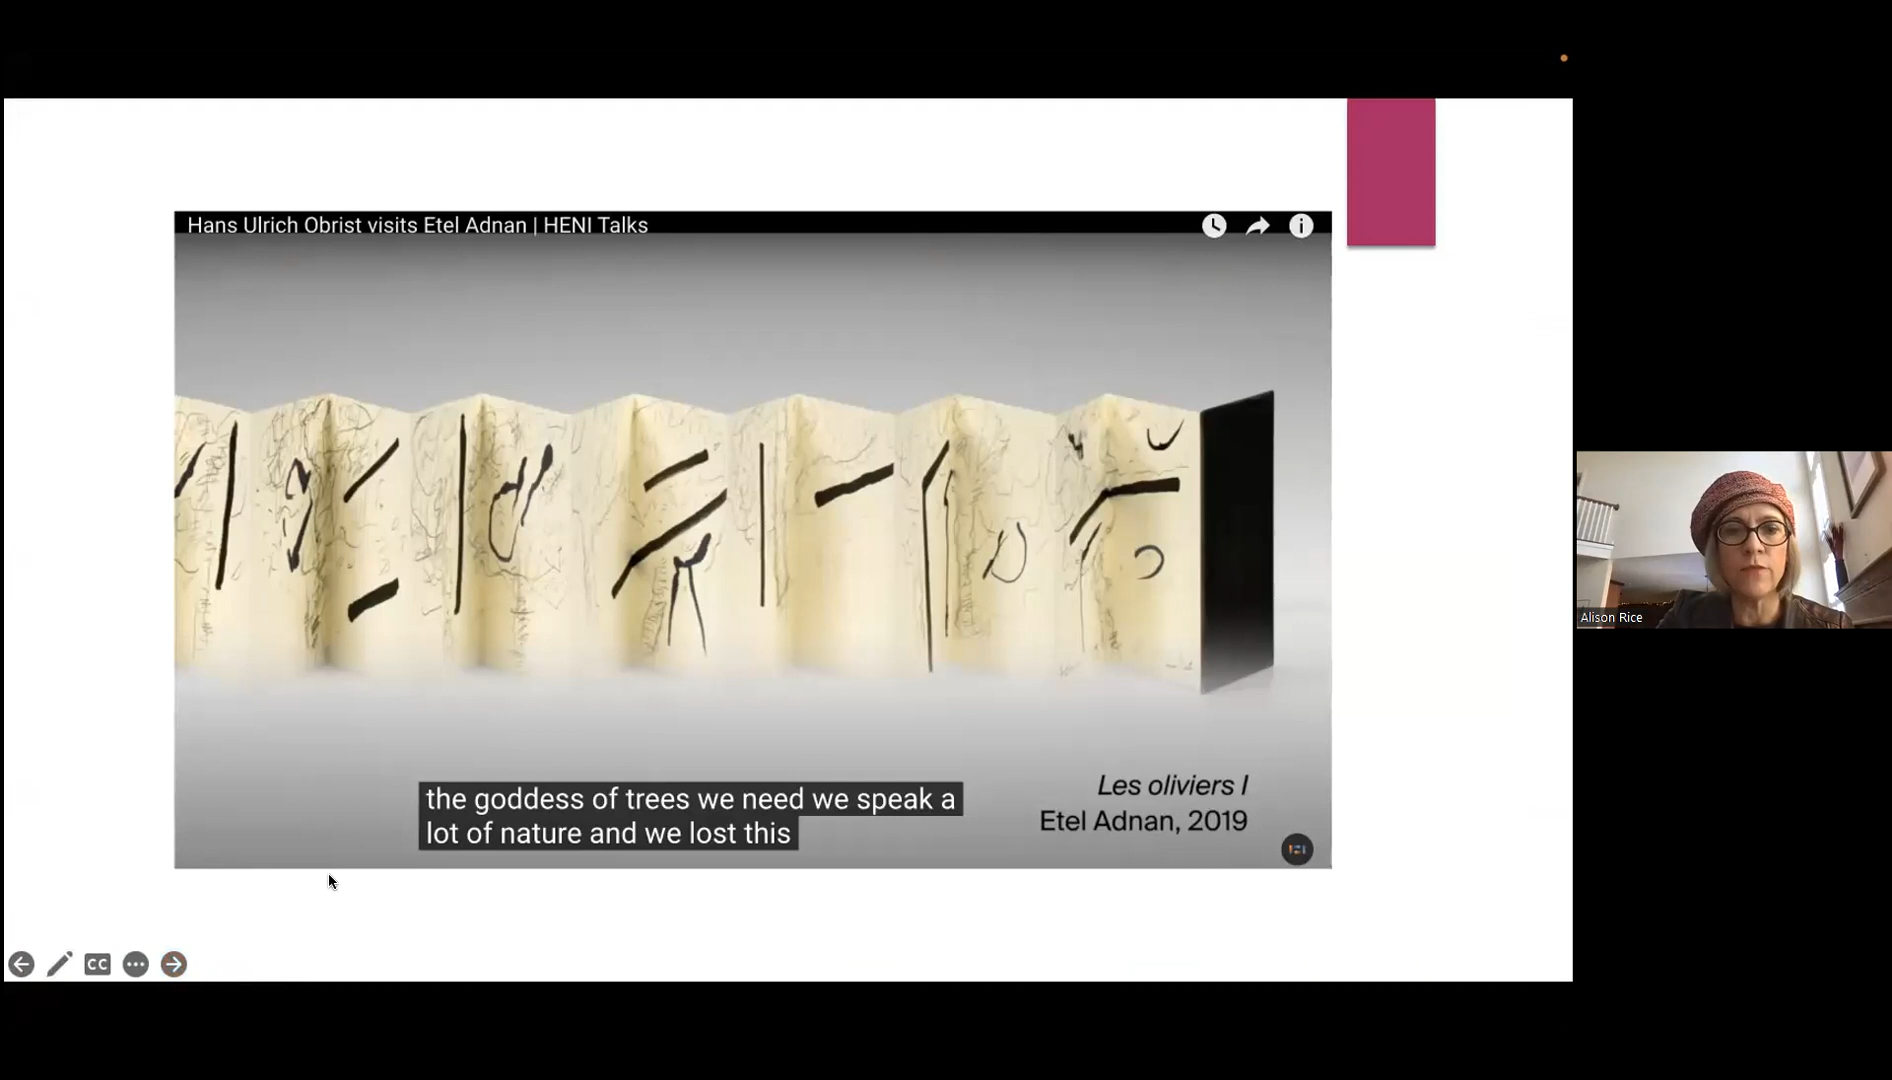 Hans Ulrich Obrist visits Etel Adnan | HENI Talks
the goddess of trees we need we speak a
lot of nature and we lost this
Les oliviers I
Etel Adnan, 2019
CC
Alison Rice